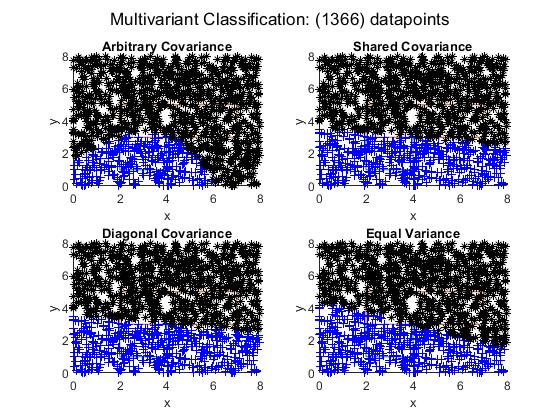 Multivariant Classification: (1366) datapoints
Arbitrary Covariance
Shared Covariance
8
6
4
2
0
y
0 2 4 6 8
x
8
6
4
2
0
y
0 2 4 6 8
x
Diagonal Covariance
Equal Variance
8
6
4
2
0
y
0 2 4 6 8
x
8
6
4
2
0
y
0 2 4 6 8
x